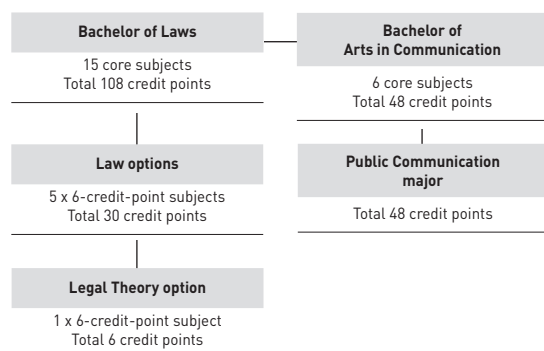 Bachelor of Laws
15 core subjects
Total 108 credit points
Law options
5 x 6-credit-point subjects
Total 30 credit points
Legal Theory option
1 x 6-credit-point subject
Total 6 credit points
Bachelor of
Arts in Communication
6 core subjects
Total 48 credit points
Public Communication
major
Total 48 credit points